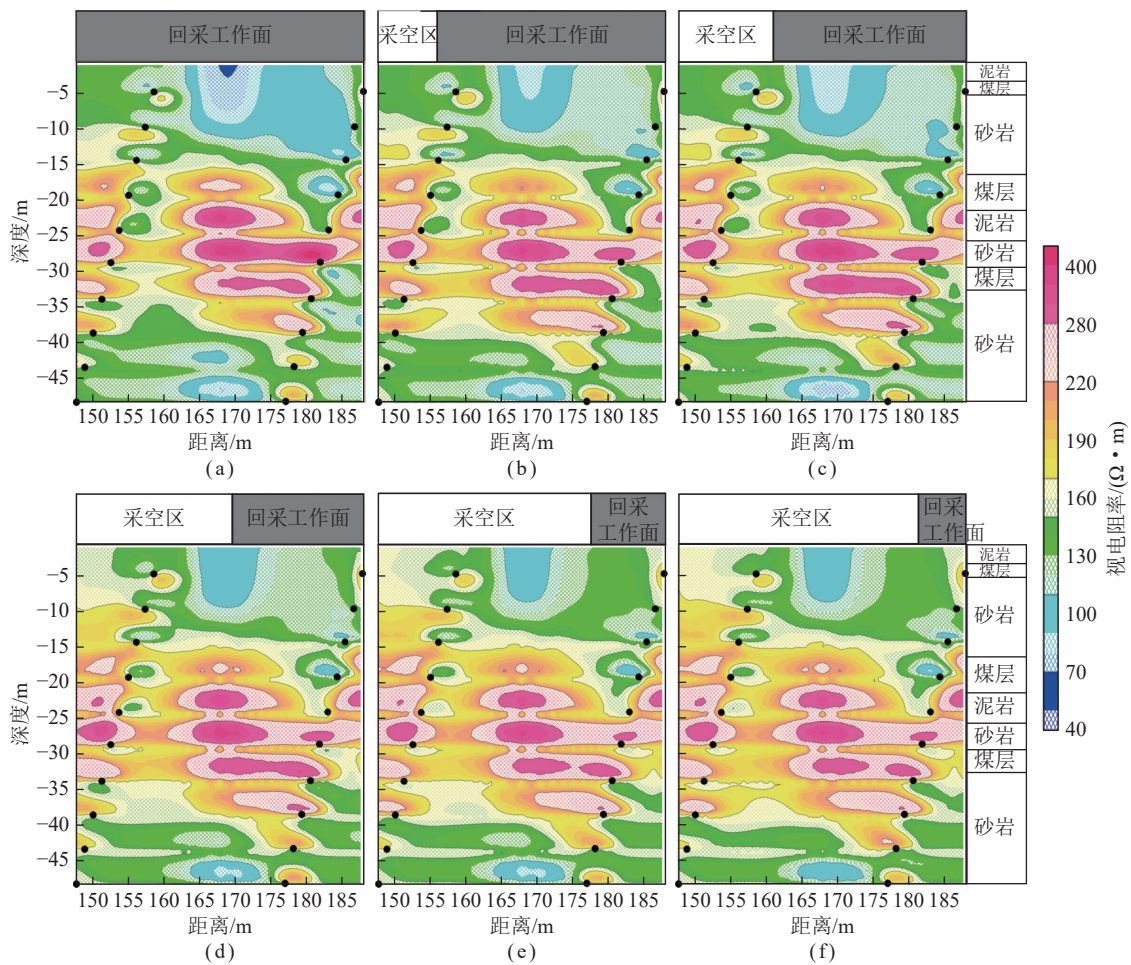 回采工作面
采空区 回采工作面
采空区 回采工作面
泥岩
煤层
砂岩
煤层
泥岩
砂岩
煤层
砂岩
深度/m
−5
−10
−15
−20
−25
−30
−35
−40
−45
150 155 160 165 170 175 180 185
150 155 160 165 170 175 180 185
150 155 160 165 170 175 180 185
距离/m
距离/m
距离/m
(a)
(b)
(c)
采空区 回采工作面
采空区
回采
工作面
采空区
回采
工作面
泥岩
煤层
砂岩
煤层
泥岩
砂岩
煤层
砂岩
深度/m
−5
−10
−15
−20
−25
−30
−35
−40
−45
150 155 160 165 170 175 180 185
150 155 160 165 170 175 180 185
150 155 160 165 170 175 180 185
距离/m
距离/m
距离/m
(d)
(e)
(f)
400
280
220
190
160
130
100
70
40
视电阻率/(Ω·m)